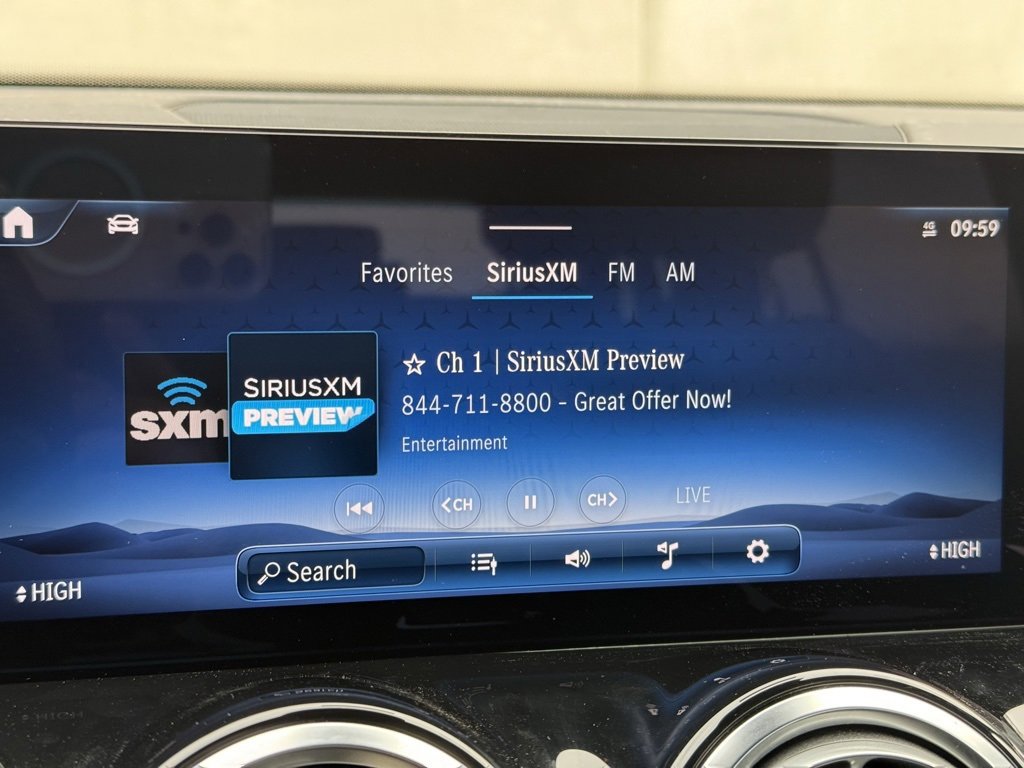 4G
09:59
Favorites SiriusXM FM AM
Ch 1 | SiriusXM Preview
SIRIUSXM
PREVIEW
sxm
844-711-8800 - Great Offer Now!
Entertainment
CH CH LIVE
Search
HIGH
HIGH